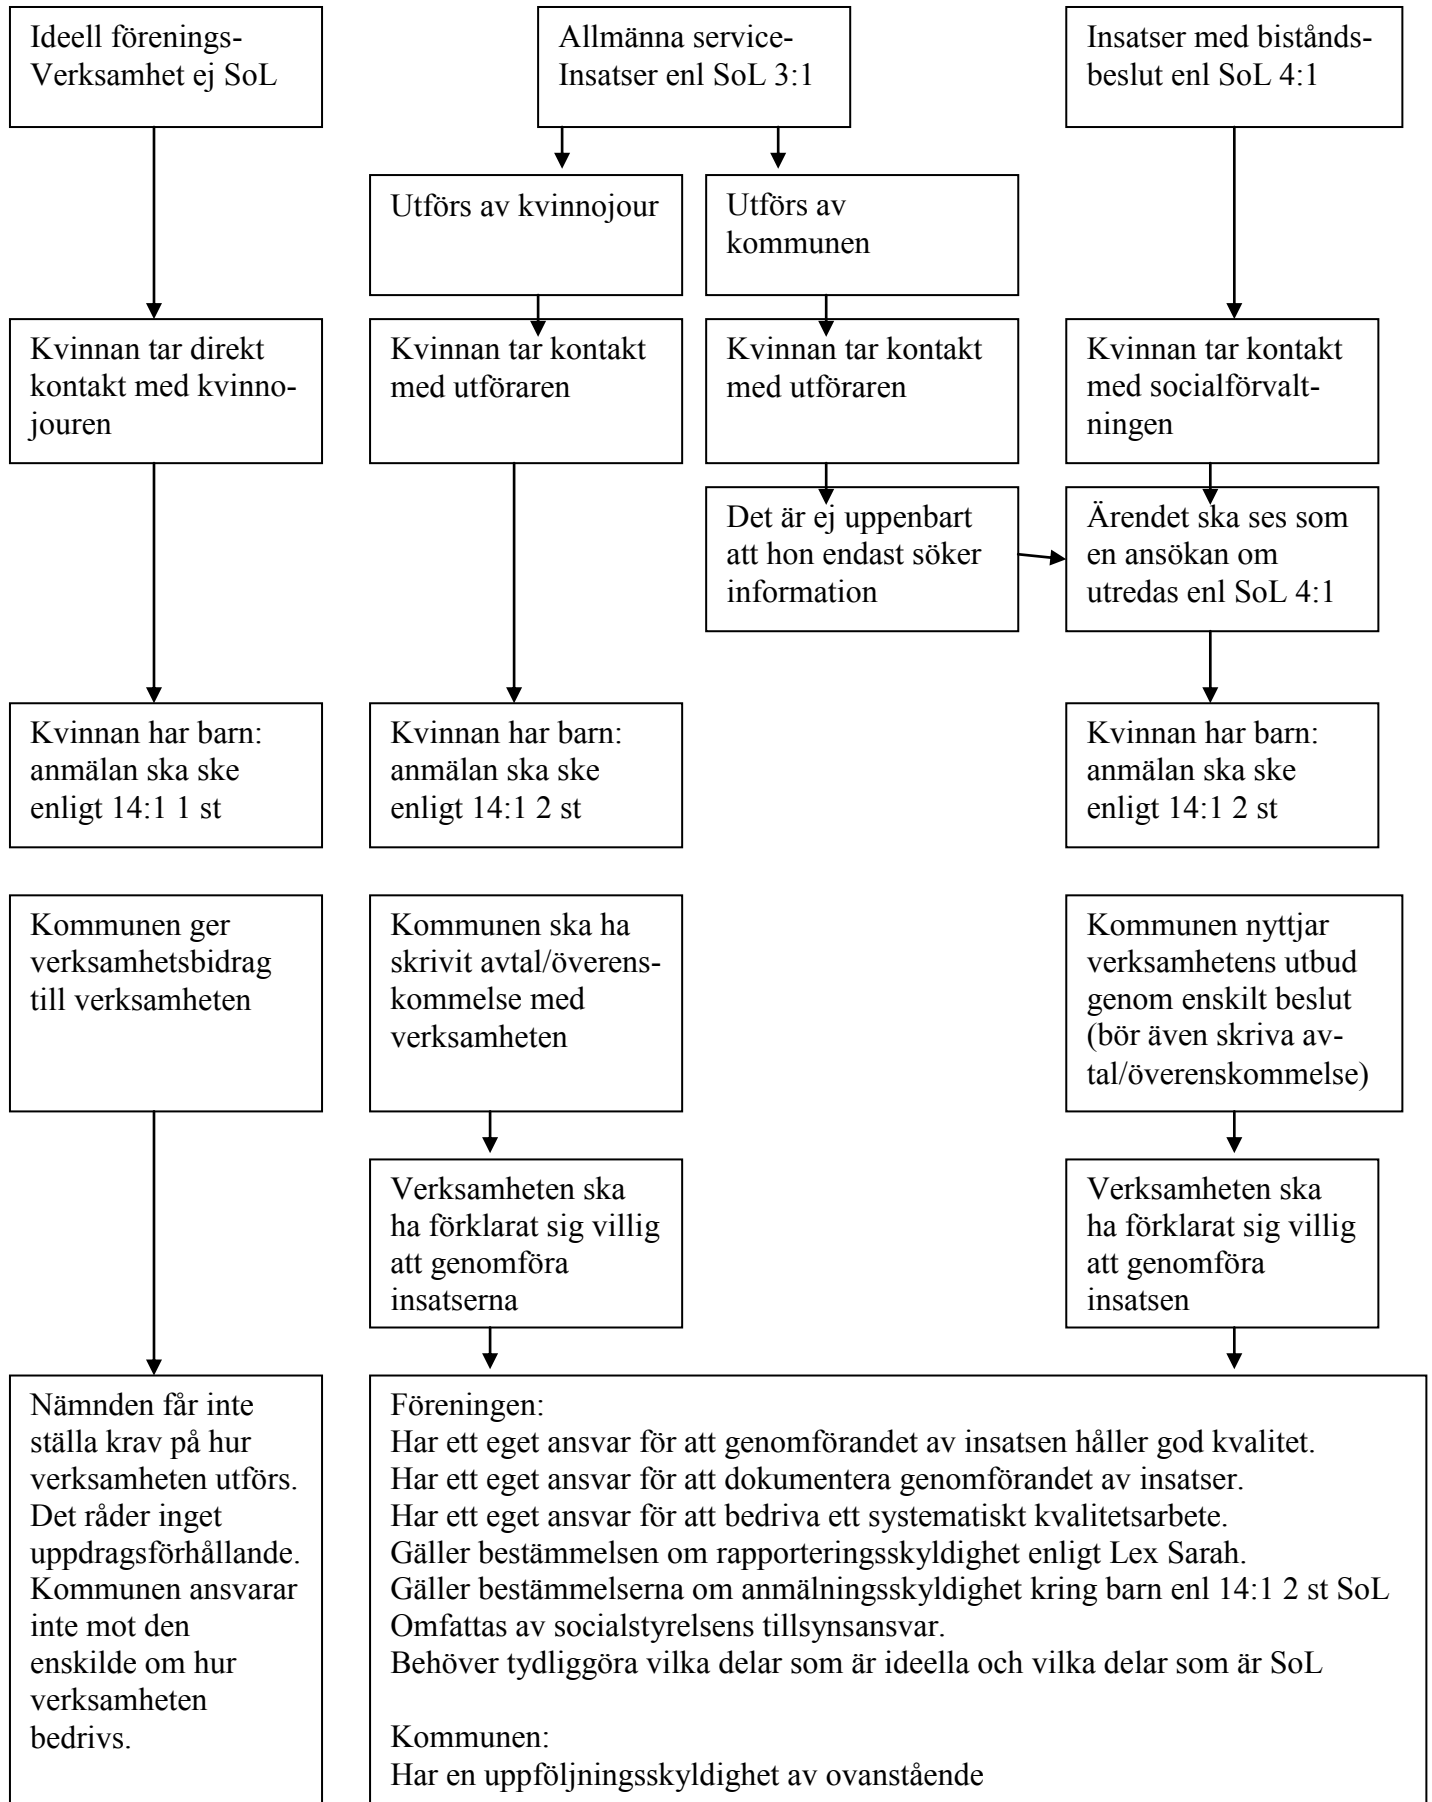 Ideell förenings-
Verksamhet ej SoL
Allmänna service-
Insatser enl SoL 3:1
Insatser med bistånds-
beslut enl SoL 4:1
Utförs av kvinnojour
Utförs av
kommunen
Kvinnan tar direkt
kontakt med kvinno-
jouren
Kvinnan tar kontakt
med utföraren
Kvinnan tar kontakt
med utföraren
Kvinnan tar kontakt
med socialförvalt-
ningen
Det är ej uppenbart
att hon endast söker
information
Ärendet ska ses som
en ansökan om
utredas enl SoL 4:1
Kvinnan har barn:
anmälan ska ske
enligt 14:1 1 st
Kvinnan har barn:
anmälan ska ske
enligt 14:1 2 st
Kvinnan har barn:
anmälan ska ske
enligt 14:1 2 st
Kommunen ger
verksamhetsbidrag
till verksamheten
Kommunen ska ha
skrivit avtal/överens-
kommelse med
verksamheten
Kommunen nyttjar
verksamhetens utbud
genom enskilt beslut
(bör även skriva av-
tal/överenskommelse)
Verksamheten ska
ha förklarat sig villig
att genomföra
insatserna
Verksamheten ska
ha förklarat sig villig
att genomföra
insatsen
Nämnden får inte
ställa krav på hur
verksamheten utförs.
Det råder inget
uppdragsförhållande.
Kommunen ansvarar
inte mot den
enskilde om hur
verksamheten
bedrivs.
Föreningen:
Har ett eget ansvar för att genomförandet av insatsen håller god kvalitet.
Har ett eget ansvar för att dokumentera genomförandet av insatser.
Har ett eget ansvar för att bedriva ett systematiskt kvalitetsarbete.
Gäller bestämmelsen om rapporteringsskyldighet enligt Lex Sarah.
Gäller bestämmelserna om anmälningsskyldighet kring barn enl 14:1 2 st SoL
Omfattas av socialstyrelsens tillsynsansvar.
Behöver tydliggöra vilka delar som är ideella och vilka delar som är SoL
Kommunen:
Har en uppföljningsskyldighet av ovanstående